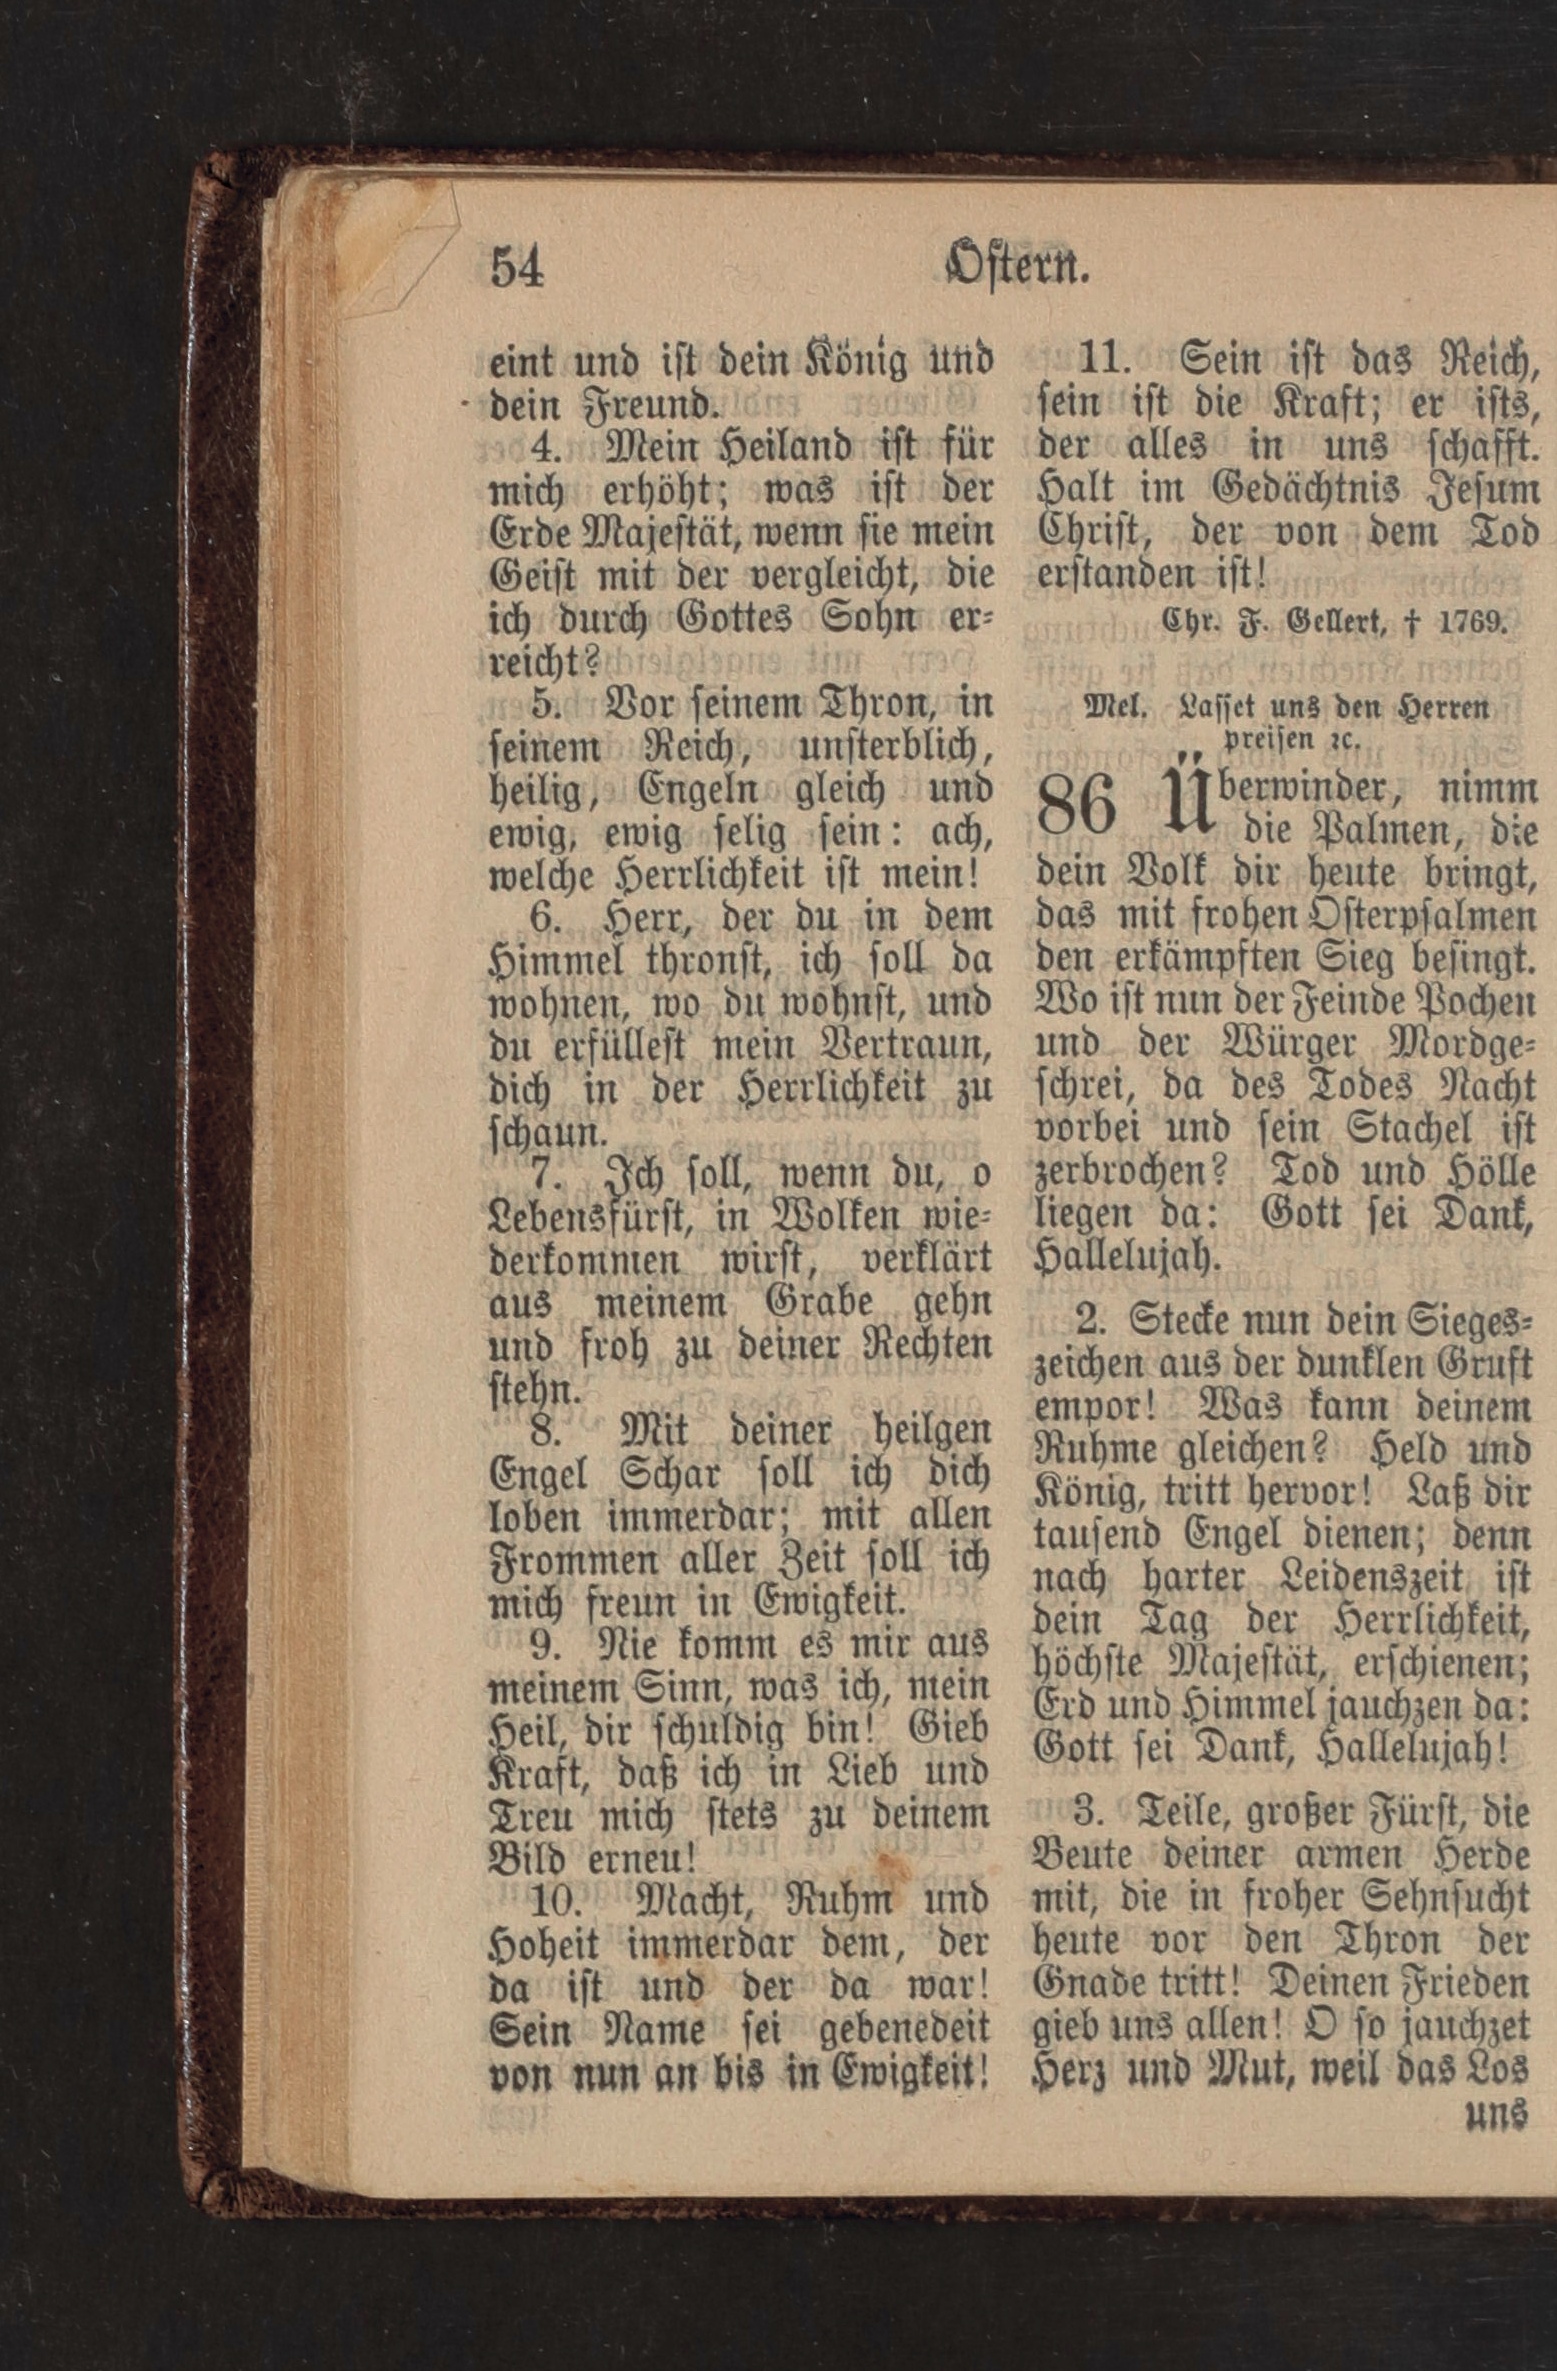 54
Ostern.
eint und ist dein König und
dein Freund.
4. Mein Heiland ist für
mich erhöht; was ist der
Erde Majestät, wenn sie mein
Geist mit der vergleicht, die
ich durch Gottes Sohn er-
reicht?
5. Vor seinem Thron, in
seinem Reich, unsterblich,
heilig, Engeln gleich und
ewig, ewig selig sein: ach,
welche Herrlichkeit ist mein!
6. Herr, der du in dem
Himmel thronst, ich soll da
wohnen, wo du wohnst, und
du erfüllest mein Vertraun,
dich in der Herrlichkeit zu
schaun.
7. Ich soll, wenn du, o
Lebensfürst, in Wolken wie-
derkommen wirst, verklärt
aus meinem Grabe gehn
und froh zu deiner Rechten
stehn.
8. Mit deiner heilgen
Engel Schar soll ich dich
loben immerdar; mit allen
Frommen aller Zeit soll ich
mich freun in Ewigkeit.
9. Nie komm es mir aus
meinem Sinn, was ich, mein
Heil, dir schuldig bin! Gieb
Kraft, daß ich in Lieb und
Treu mich stets zu deinem
Bild erneu!
10. Macht, Ruhm und
Hoheit immerdar dem, der
da ist und der da war!
Sein Name sei gebenedeit
von nun an bis in Ewigkeit!
11. Sein ist das Reich,
sein ist die Kraft; er ists,
der alles in uns schafft.
Halt im Gedächtnis Jesum
Christ, der von dem Tod
erstanden ist!
Chr. F. Gellert, † 1769.
Mel. Lasset uns den Herren
preisen ꝛc.
86 Überwinder, nimm
die Palmen, die
dein Volk dir heute bringt,
das mit frohen Osterpsalmen
den erkämpften Sieg besingt.
Wo ist nun der Feinde Pochen
und der Würger Mordge-
schrei, da des Todes Nacht
vorbei und sein Stachel ist
zerbrochen? Tod und Hölle
liegen da: Gott sei Dank,
Hallelujah.
2. Stecke nun dein Sieges-
zeichen aus der dunklen Gruft
empor! Was kann deinem
Ruhme gleichen? Held und
König, tritt hervor! Laß dir
tausend Engel dienen; denn
nach harter Leidenszeit ist
dein Tag der Herrlichkeit,
höchste Majestät, erschienen;
Erd und Himmel jauchzen da:
Gott sei Dank, Hallelujah!
3. Teile, großer Fürst, die
Beute deiner armen Herde
mit, die in froher Sehnsucht
heute vor den Thron der
Gnade tritt! Deinen Frieden
gieb uns allen! O so jauchzet
Herz und Mut, weil das Los
uns